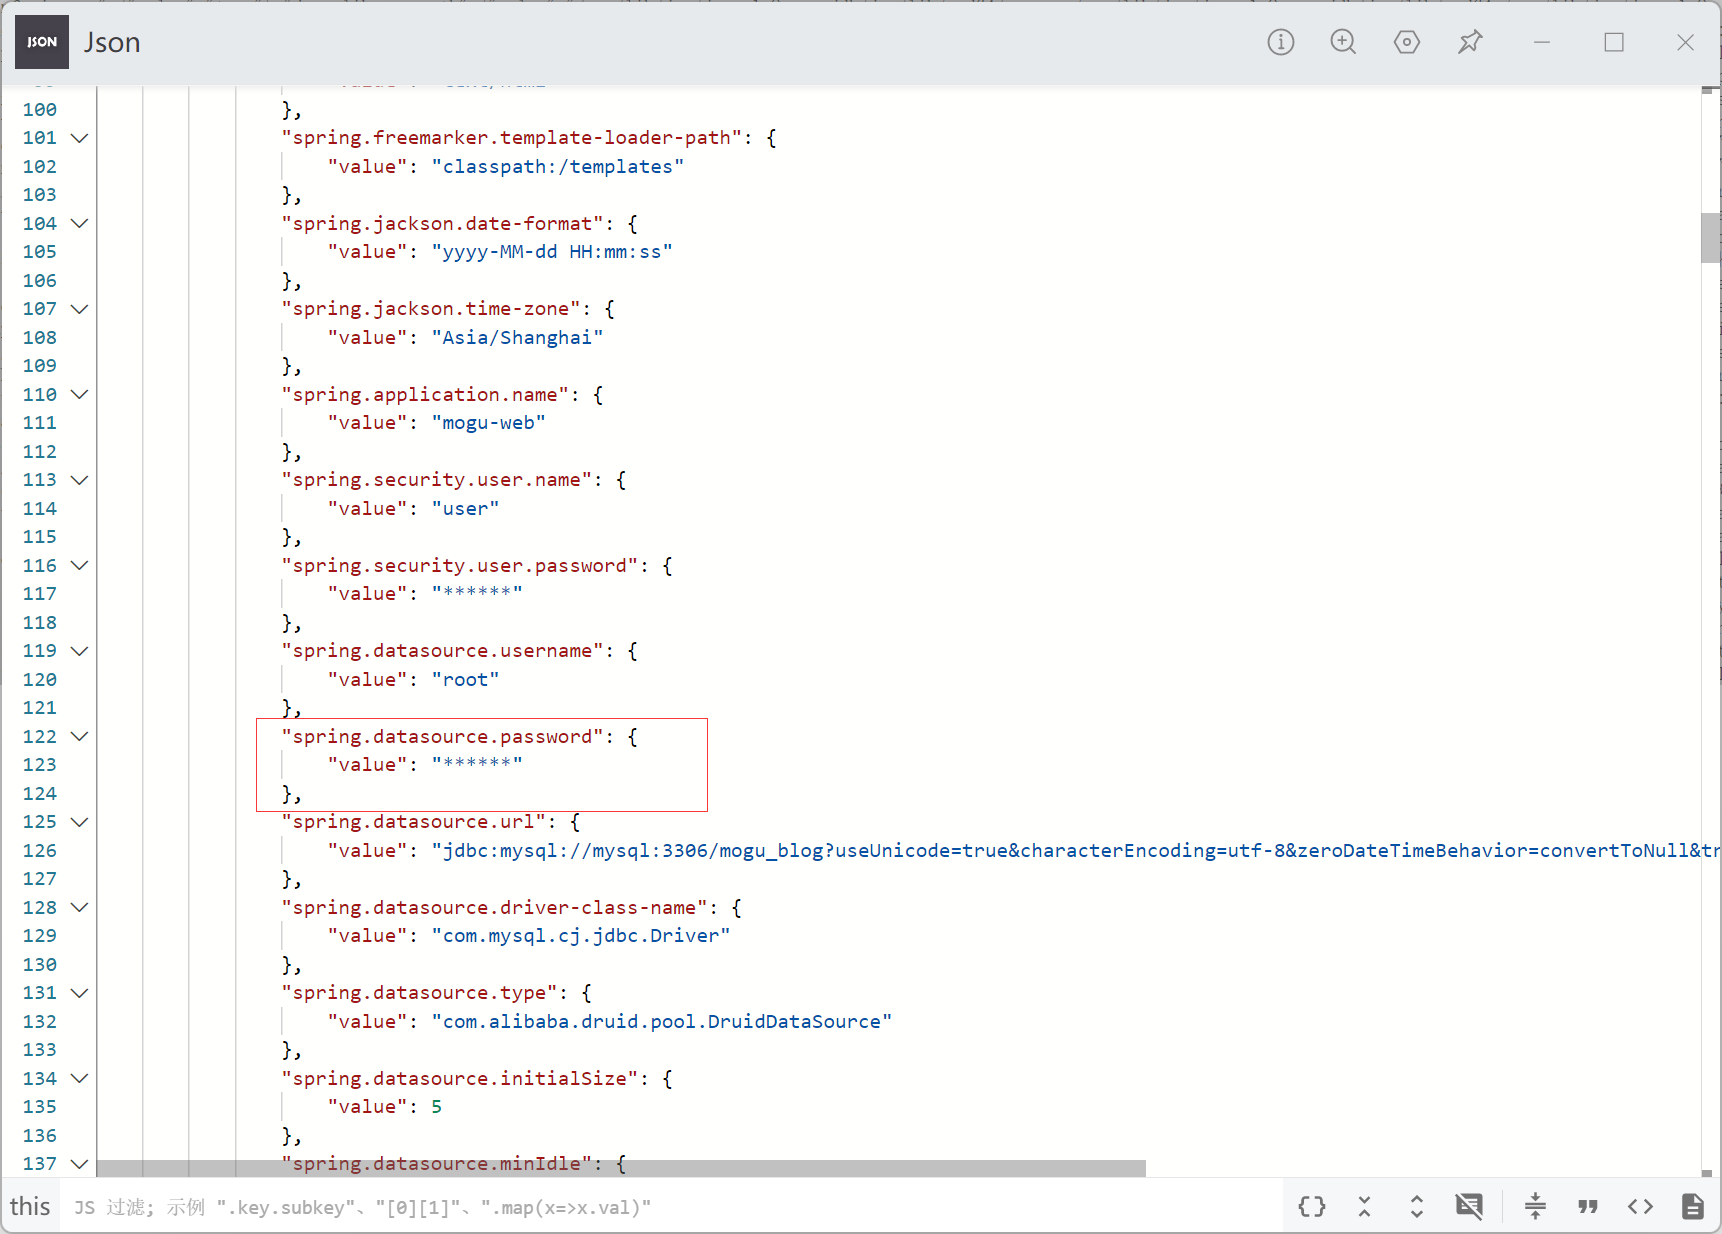 JSON Json
100 },
101 "spring.freemarker.template-loader-path": {
102 "value": "classpath:/templates"
103 },
104 "spring.jackson.date-format": {
105 "value": "yyyy-MM-dd HH:mm:ss"
106 },
107 "spring.jackson.time-zone": {
108 "value": "Asia/Shanghai"
109 },
110 "spring.application.name": {
111 "value": "mogu-web"
112 },
113 "spring.security.user.name": {
114 "value": "user"
115 },
116 "spring.security.user.password": {
117 "value": "******"
118 },
119 "spring.datasource.username": {
120 "value": "root"
121 },
122 "spring.datasource.password": {
123 "value": "******"
124 },
125 "spring.datasource.url": {
126 "value": "jdbc:mysql://mysql:3306/mogu_blog?useUnicode=true&characterEncoding=utf-8&zeroDateTimeBehavior=convertToNull&tr
127 },
128 "spring.datasource.driver-class-name": {
129 "value": "com.mysql.cj.jdbc.Driver"
130 },
131 "spring.datasource.type": {
132 "value": "com.alibaba.druid.pool.DruidDataSource"
133 },
134 "spring.datasource.initialSize": {
135 "value": 5
136 },
137 "spring.datasource.minIdle": {
this JS 过滤; 示例 ".key.subkey"、"[0][1]"、".map(x=>x.val)"